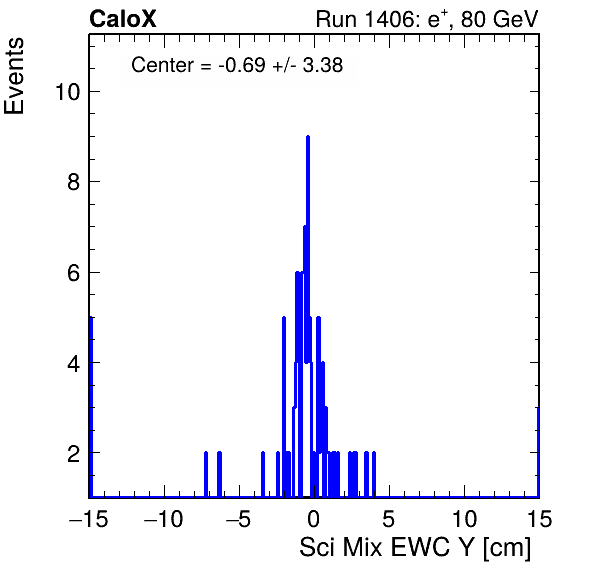 CaloX Run 1406: e⁺, 80 GeV
Center = -0.69 +/- 3.38
Events
10
8
6
4
2
−15 −10 −5 0 5 10 15
Sci Mix EWC Y [cm]